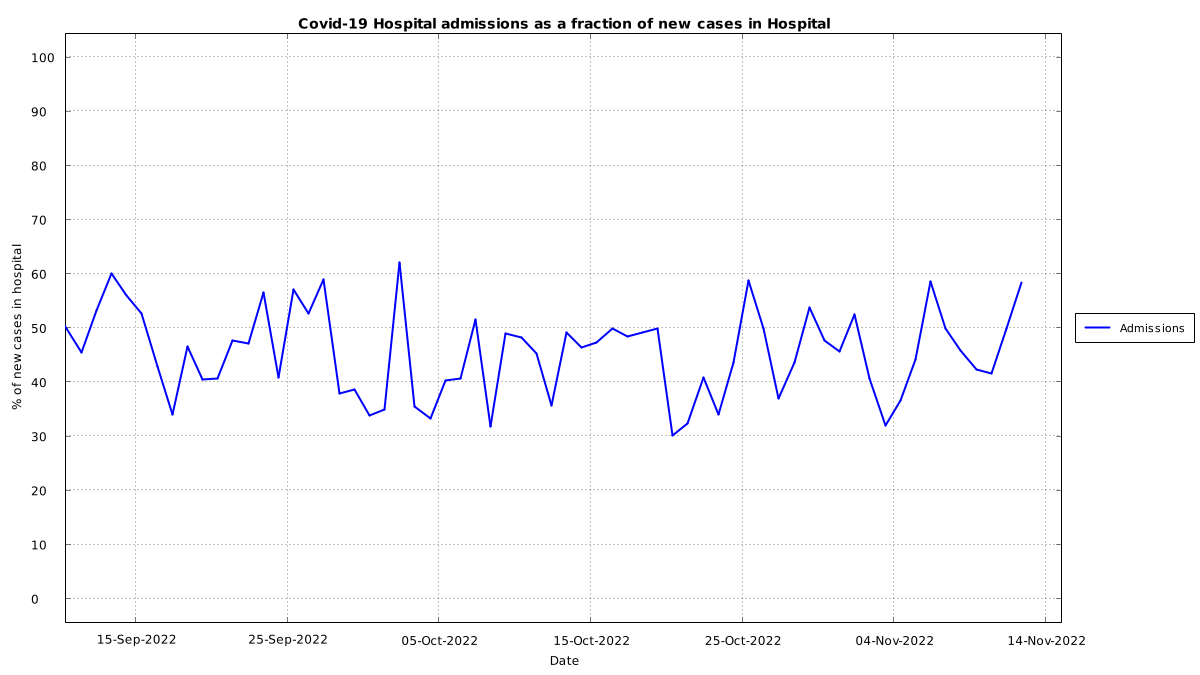 Covid-19 Hospital admissions as a fraction of new cases in Hospital
100
90
80
70
60
50
40
30
20
10
0
% of new cases in hospital
15-Sep-2022
25-Sep-2022
05-Oct-2022
15-Oct-2022
25-Oct-2022
04-Nov-2022
14-Nov-2022
Date
Admissions